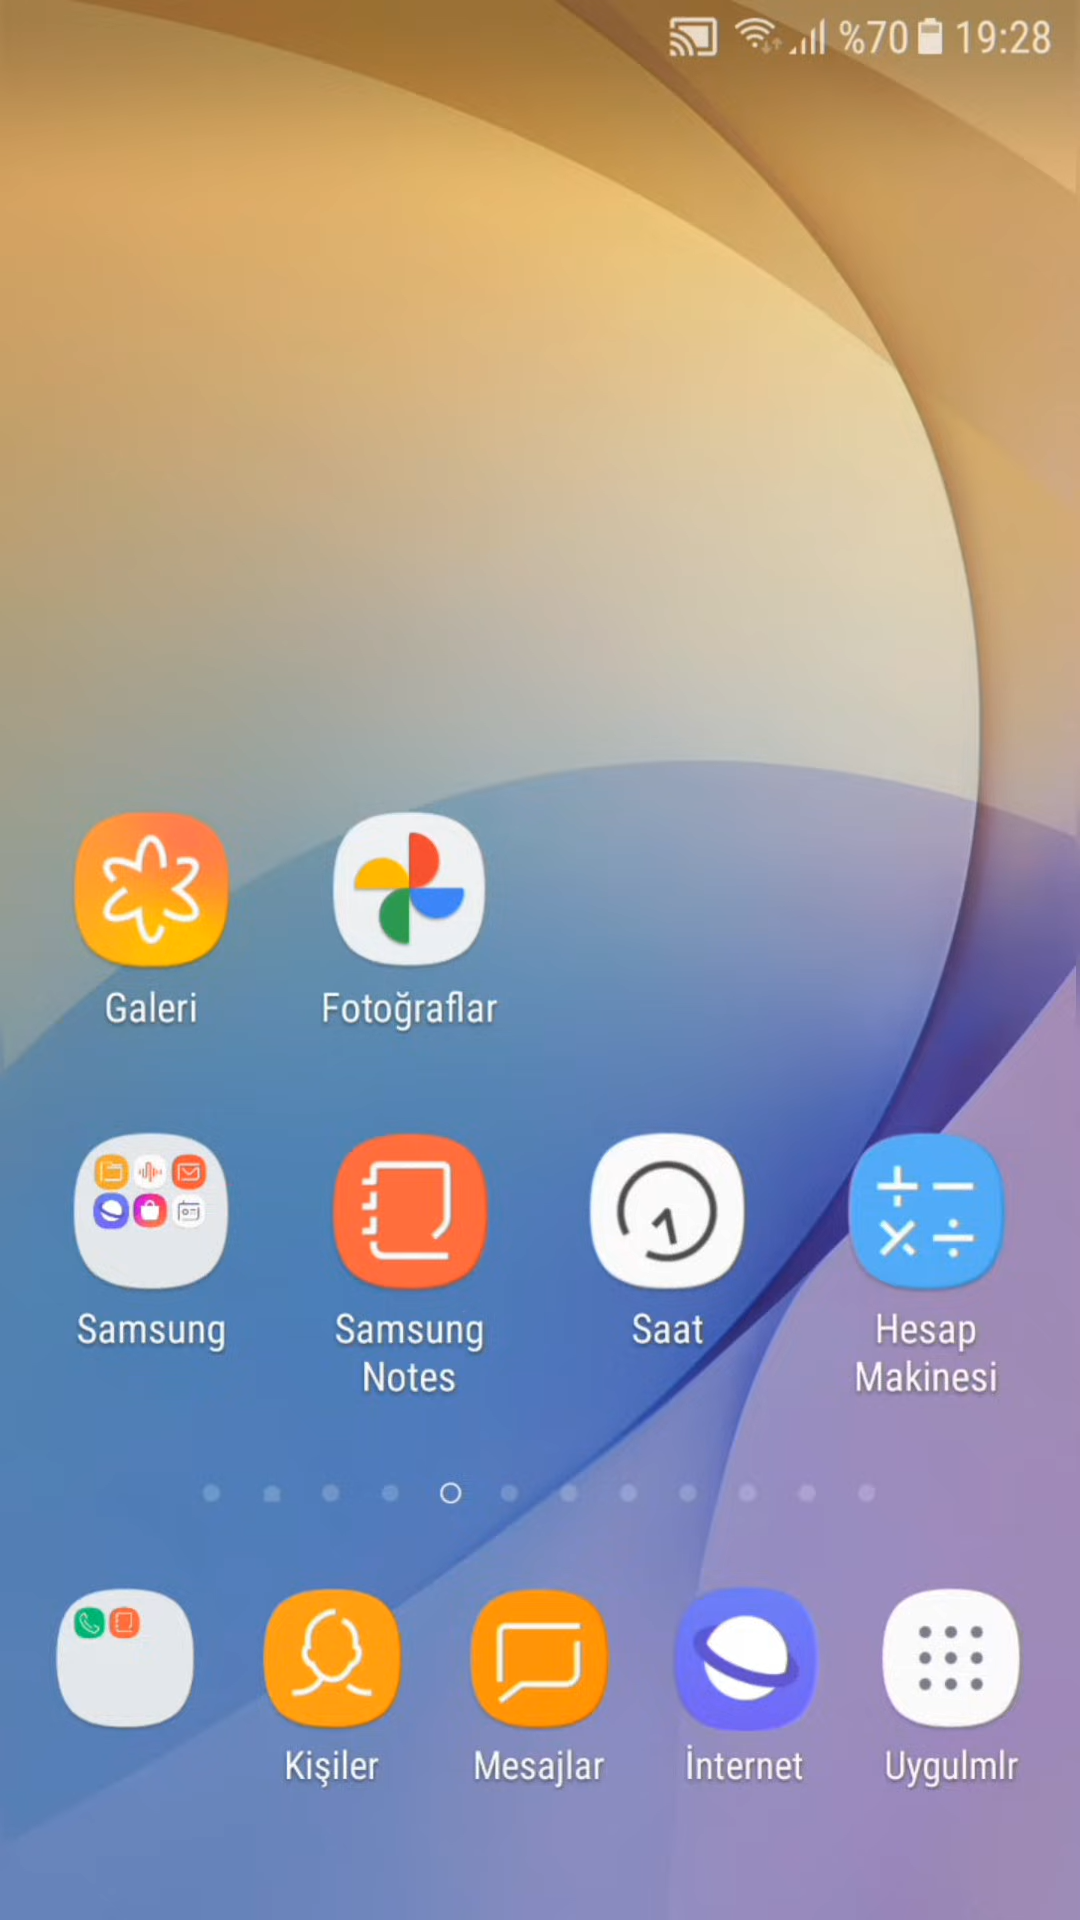 %70 19:28
Galeri
Fotoğraflar
Samsung
Samsung
Notes
Saat
Hesap
Makinesi
Kişiler
Mesajlar
İnternet
Uygulmlr